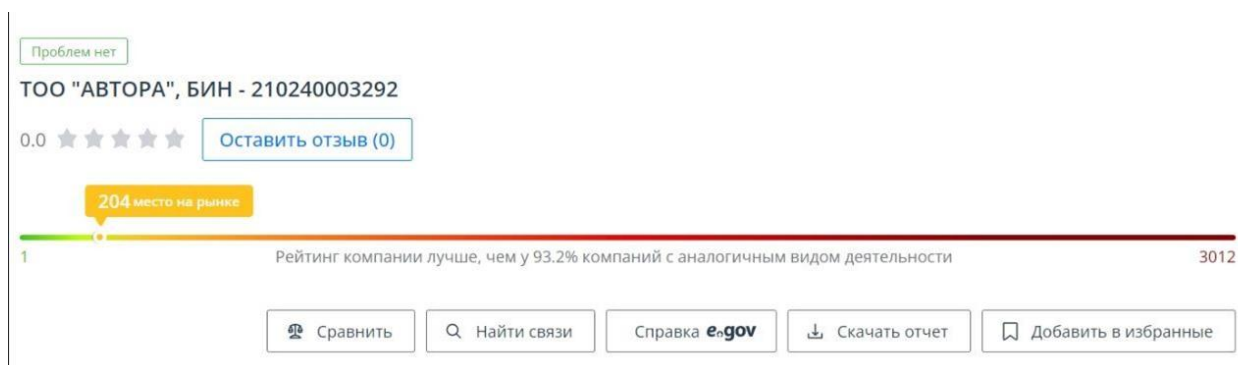 Проблем нет
ТОО "АВТОРА", БИН - 210240003292
0.0 Оставить отзыв (0)
204 место на рынке
1 Рейтинг компании лучше, чем у 93.2% компаний с аналогичным видом деятельности 3012
Сравнить Найти связи Справка e.gov Скачать отчет Добавить в избранные